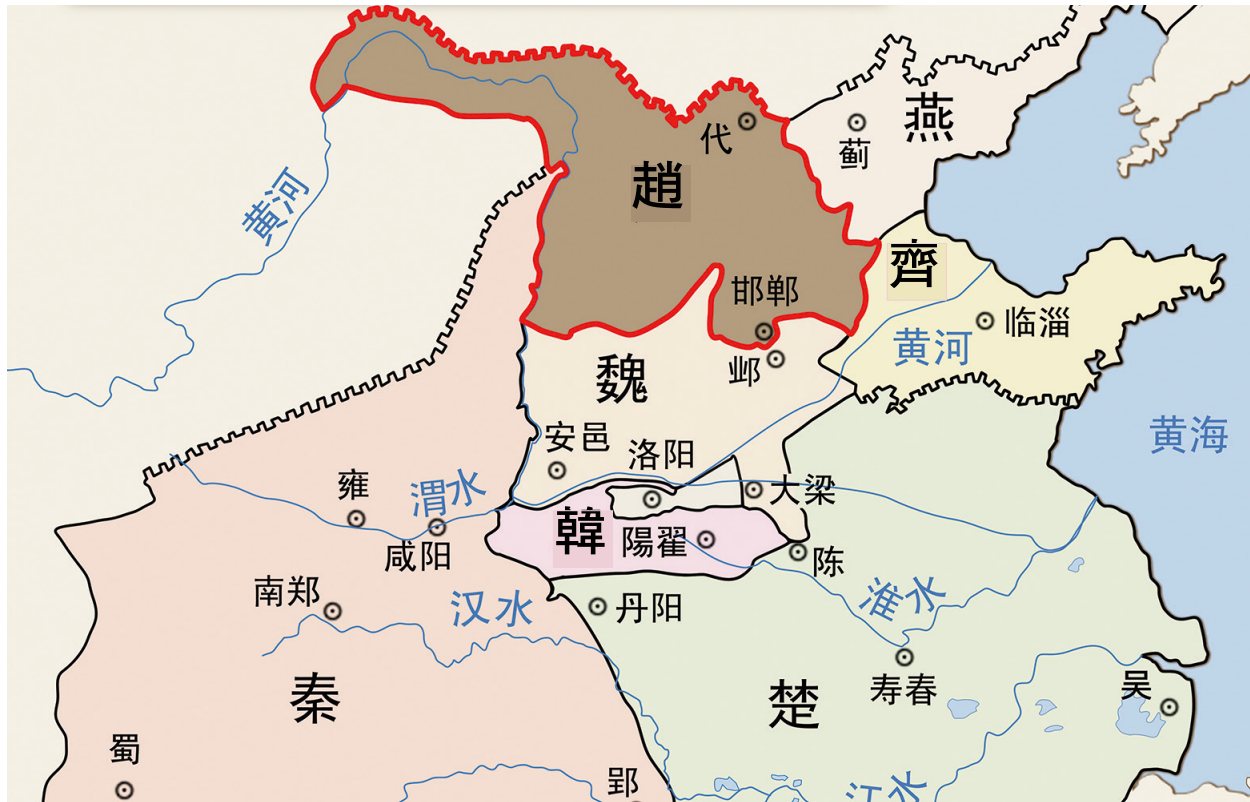 燕
代
蓟
趙
黄河
齊
邯郸
临淄
黄河
魏
邺
黄海
安邑
洛阳
雍
渭水
大梁
韓
陽翟
咸阳
陈
南郑
汉水
丹阳
淮水
秦
楚
寿春
吴
蜀
郢
江水